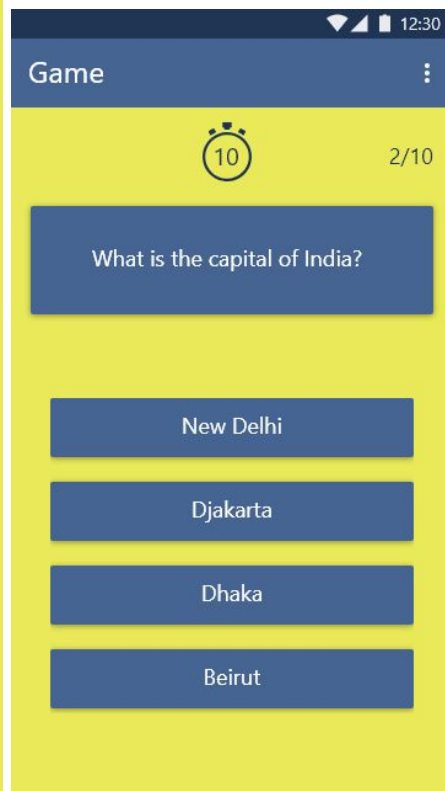 12:30
Game
10
2/10
What is the capital of India?
New Delhi
Djakarta
Dhaka
Beirut